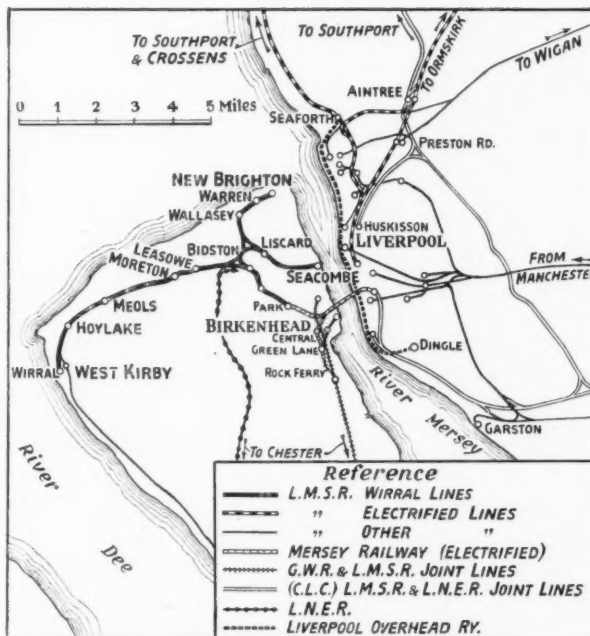 TO SOUTHPORT
& CROSSENS
TO SOUTHPORT
TO ORMSKIRK
TO WIGAN
0 1 2 3 4 5 Miles
AINTREE
SEAFORTH
PRESTON RD.
NEW BRIGHTON
WARREN
WALLASEY
HUSKISSON
LIVERPOOL
LISCARD
BIDSTON
LEASOWE
MORETON
SEACOMBE
FROM
MANCHESTER
MEOLS
PARK
HOYLAKE
BIRKENHEAD
CENTRAL
GREEN LANE
DINGLE
WIRRAL
WEST KIRBY
ROCK FERRY
River Mersey
GARSTON
River Dee
TO CHESTER
Reference
L.M.S.R. WIRRAL LINES
" ELECTRIFIED LINES
" OTHER "
MERSEY RAILWAY (ELECTRIFIED)
G.W.R. & L.M.S.R. JOINT LINES
(C.L.C.) L.M.S.R. & L.N.E.R. JOINT LINES
L.N.E.R.
LIVERPOOL OVERHEAD RY.